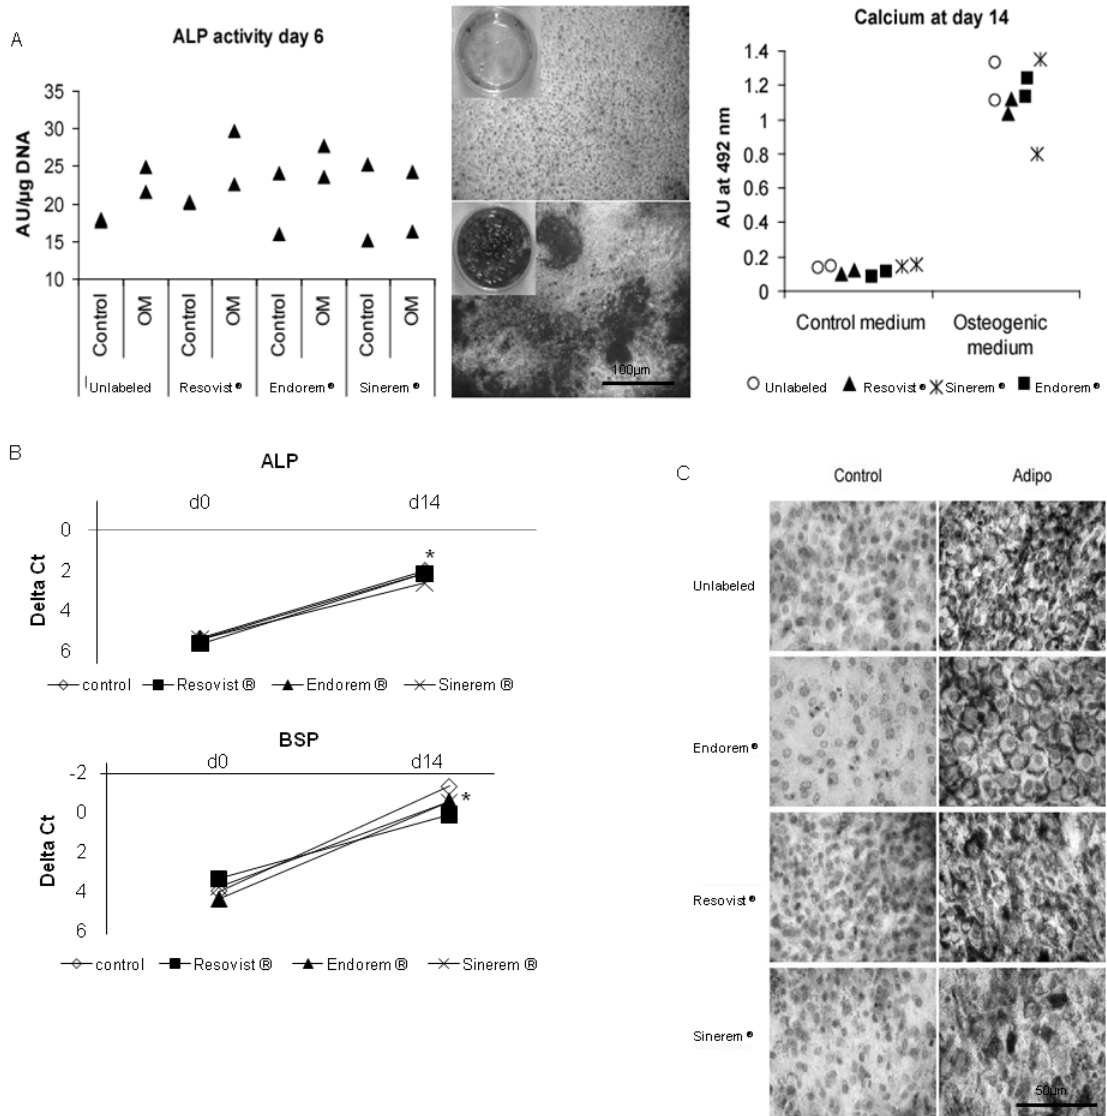 A
ALP activity day 6
AU/µg DNA
35
30
25
20
15
10
Control
OM
Control
OM
Control
OM
Control
OM
Unlabeled
Resovist®
Endorem®
Sinerem®
100µm
Calcium at day 14
AU at 492 nm
1.4
1.2
1
0.8
0.6
0.4
0.2
0
Control medium
Osteogenic
medium
Unlabeled
Resovist®
Sinerem®
Endorem®
B
ALP
d0
d14
Delta Ct
0
2
4
6
*
control
Resovist ®
Endorem ®
Sinerem ®
BSP
d0
d14
Delta Ct
-2
0
2
4
6
*
control
Resovist ®
Endorem ®
Sinerem ®
C
Control
Adipo
Unlabeled
Endorem®
Resovist®
Sinerem®
50µm